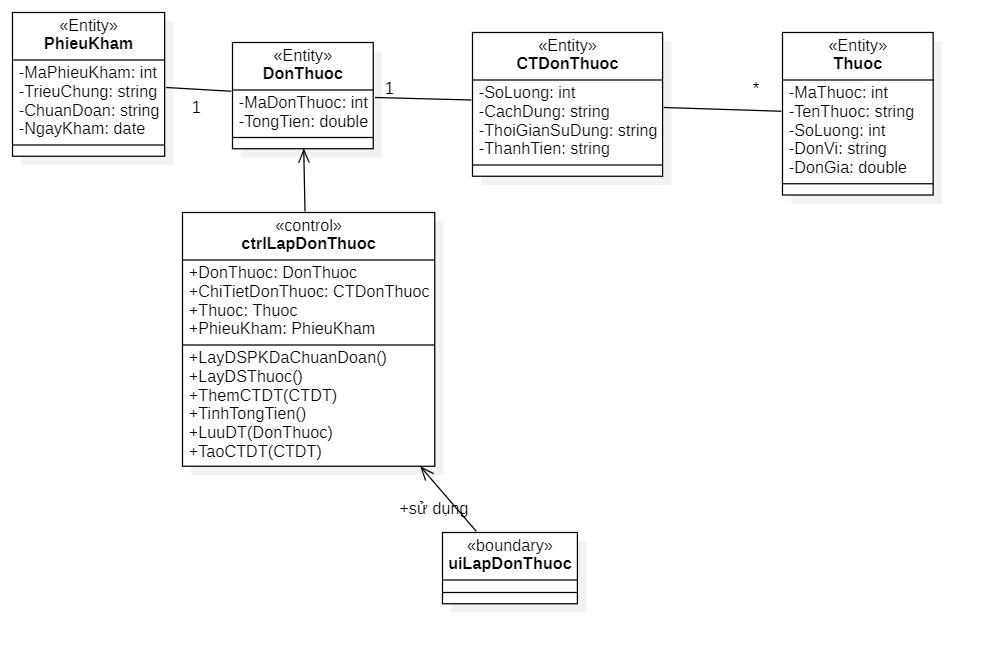 «Entity»
PhieuKham
-MaPhieuKham: int
-TrieuChung: string
-ChuanDoan: string
-NgayKham: date
1
«Entity»
DonThuoc
-MaDonThuoc: int
-TongTien: double
1
«Entity»
CTDonThuoc
-SoLuong: int
-CachDung: string
-ThoiGianSuDung: string
-ThanhTien: string
*
«Entity»
Thuoc
-MaThuoc: int
-TenThuoc: string
-SoLuong: int
-DonVi: string
-DonGia: double
«control»
ctrlLapDonThuoc
+DonThuoc: DonThuoc
+ChiTietDonThuoc: CTDonThuoc
+Thuoc: Thuoc
+PhieuKham: PhieuKham
+LayDSPKDaChuanDoan()
+LayDSThuoc()
+ThemCTDT(CTDT)
+TinhTongTien()
+LuuDT(DonThuoc)
+TaoCTDT(CTDT)
+sử dụng
«boundary»
uiLapDonThuoc